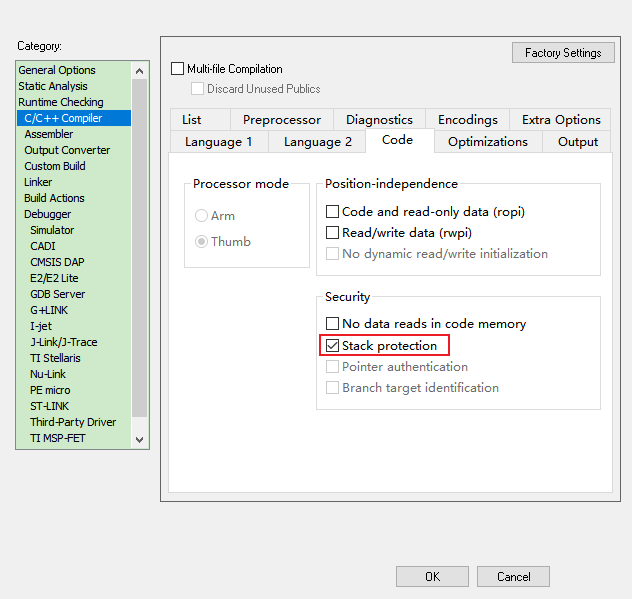 Category:
General Options
Static Analysis
Runtime Checking
C/C++ Compiler
Assembler
Output Converter
Custom Build
Linker
Build Actions
Debugger
Simulator
CADI
CMSIS DAP
E2/E2 Lite
GDB Server
G+LINK
I-jet
J-Link/J-Trace
TI Stellaris
Nu-Link
PE micro
ST-LINK
Third-Party Driver
TI MSP-FET
Factory Settings
Multi-file Compilation
Discard Unused Publics
List Preprocessor Diagnostics Encodings Extra Options
Language 1 Language 2 Code Optimizations Output
Processor mode
Arm
Thumb
Position-independence
Code and read-only data (ropi)
Read/write data (rwpi)
No dynamic read/write initialization
Security
No data reads in code memory
Stack protection
Pointer authentication
Branch target identification
OK Cancel